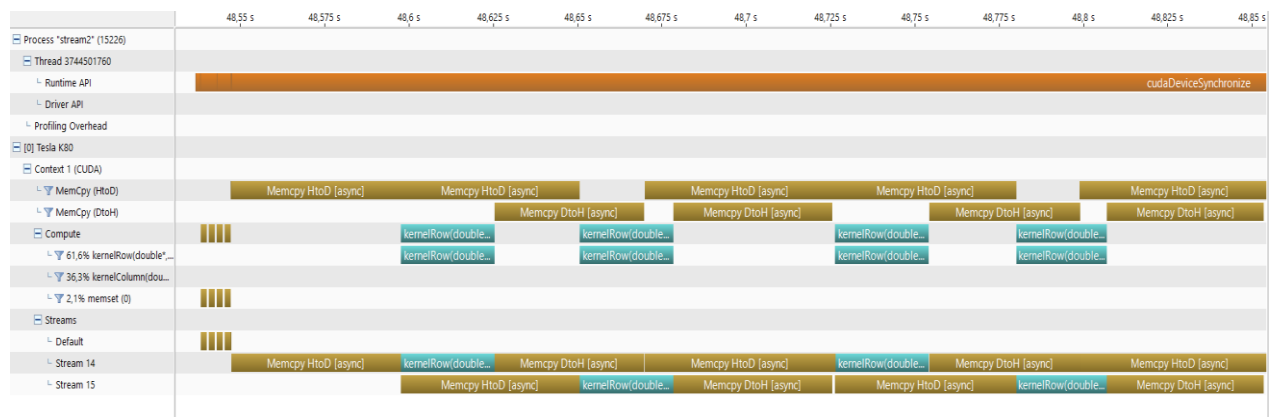 48,55 s 48,575 s 48,6 s 48,625 s 48,65 s 48,675 s 48,7 s 48,725 s 48,75 s 48,775 s 48,8 s 48,825 s 48,85 s
Process "stream2" (15226)
Thread 3744501760
Runtime API cudaDeviceSynchronize
Driver API
Profiling Overhead
[0] Tesla K80
Context 1 (CUDA)
MemCpy (HtoD) Memcpy HtoD [async] Memcpy HtoD [async] Memcpy HtoD [async] Memcpy HtoD [async] Memcpy HtoD [async]
MemCpy (DtoH) Memcpy DtoH [async] Memcpy DtoH [async] Memcpy DtoH [async] Memcpy DtoH [async]
Compute kernelRow(double... kernelRow(double... kernelRow(double... kernelRow(double...
61,6% kernelRow(double*,... kernelRow(double... kernelRow(double... kernelRow(double... kernelRow(double...
36,3% kernelColumn(dou...
2,1% memset (0)
Streams
Default
Stream 14 Memcpy HtoD [async] kernelRow(double... Memcpy DtoH [async] Memcpy HtoD [async] kernelRow(double... Memcpy DtoH [async] Memcpy HtoD [async]
Stream 15 Memcpy HtoD [async] kernelRow(double... Memcpy DtoH [async] Memcpy HtoD [async] kernelRow(double... Memcpy DtoH [async]